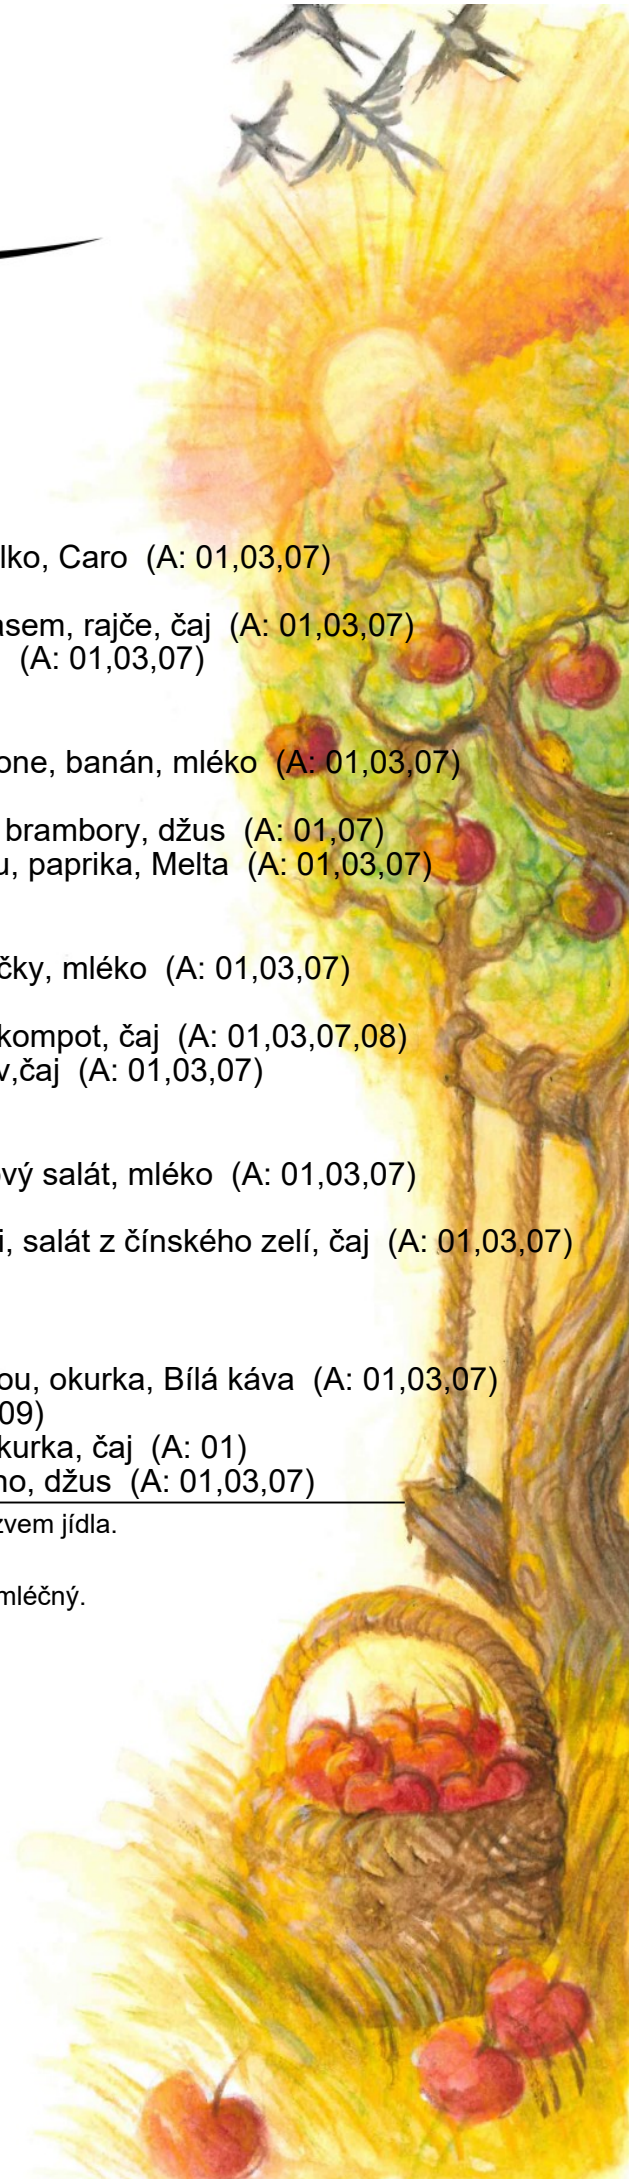 lko, Caro (A: 01,03,07)
asem, rajče, čaj (A: 01,03,07)
(A: 01,03,07)
one, banán, mléko (A: 01,03,07)
brambory, džus (A: 01,07)
u, paprika, Melta (A: 01,03,07)
čky, mléko (A: 01,03,07)
kompot, čaj (A: 01,03,07,08)
v,čaj (A: 01,03,07)
ový salát, mléko (A: 01,03,07)
i, salát z čínského zelí, čaj (A: 01,03,07)
ou, okurka, Bílá káva (A: 01,03,07)
09)
kurka, čaj (A: 01)
no, džus (A: 01,03,07)
zvem jídla.
mléčný.